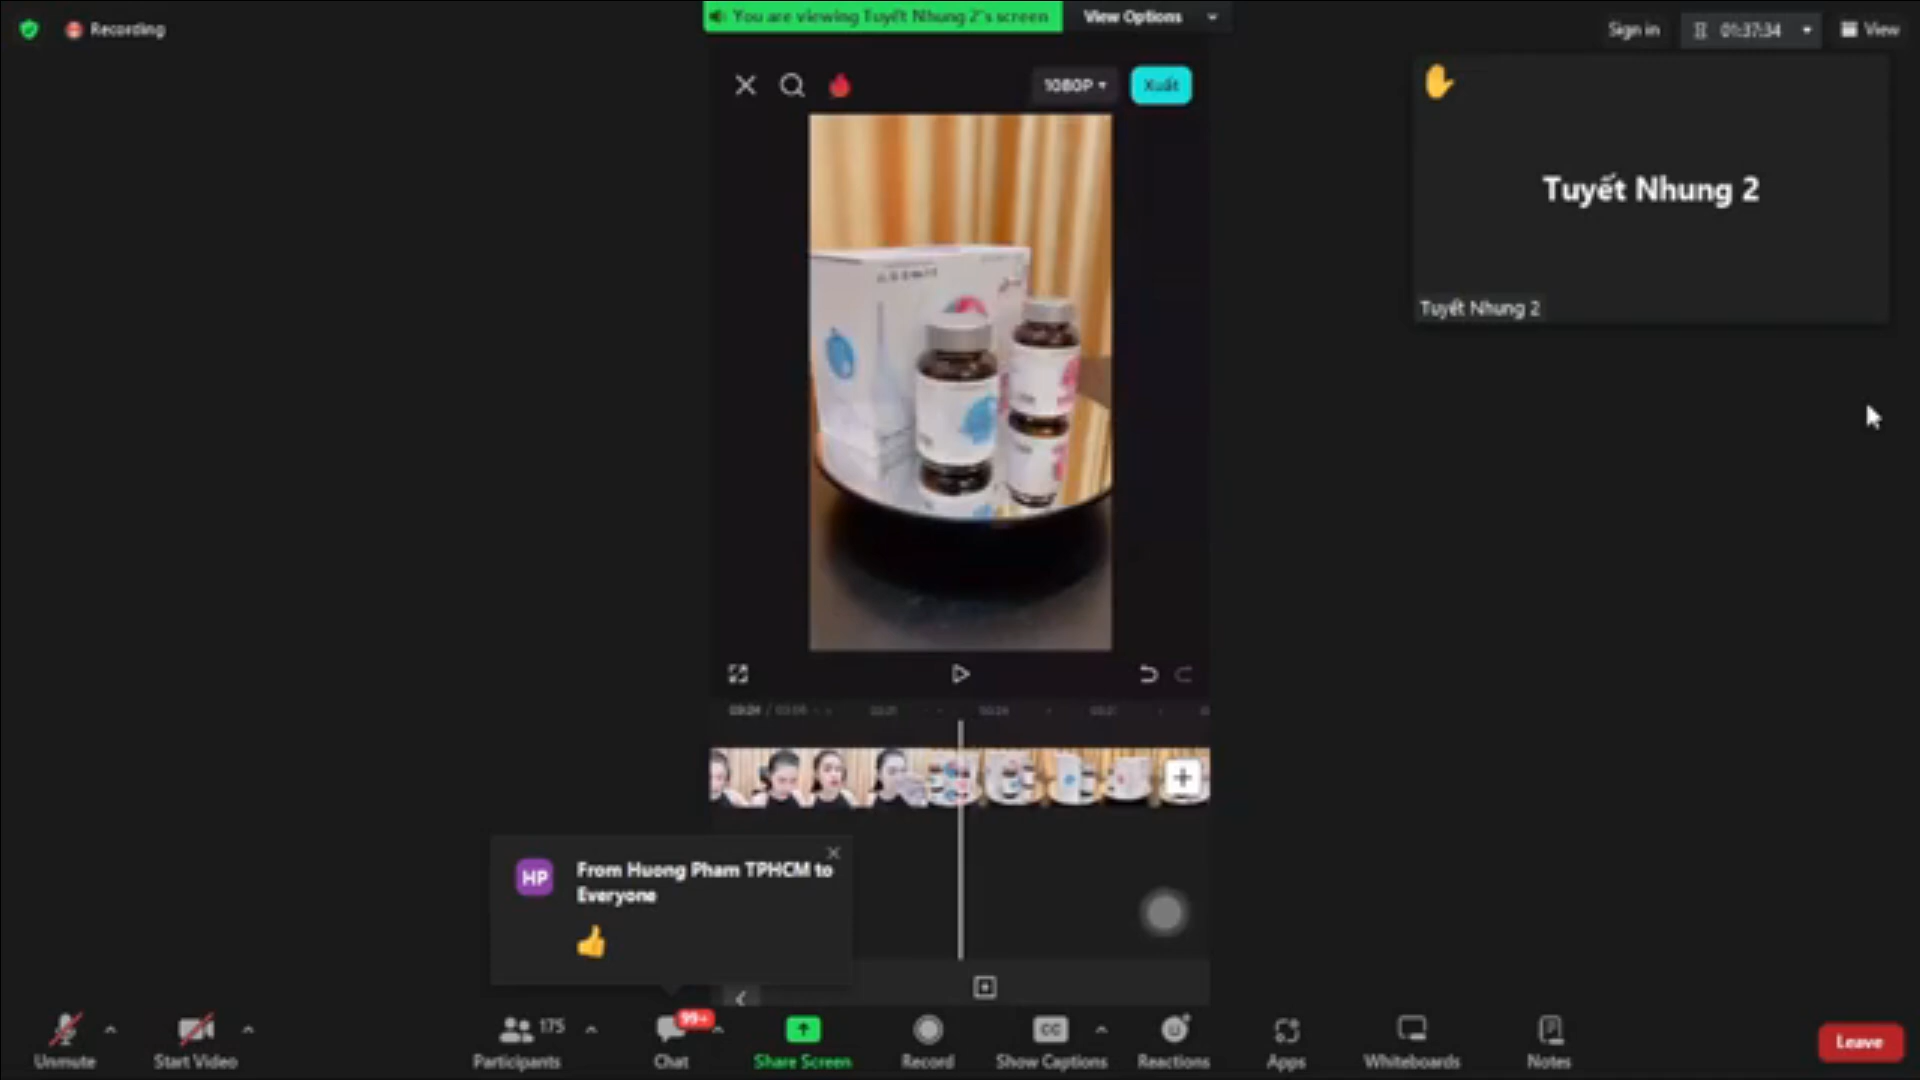 Recording
You are viewing Tuyết Nhung 2's screen
View Options
Sign in
01:37:34
View
1080P
Xuất
Tuyết Nhung 2
Tuyết Nhung 2
HP
From Huong Pham TPHCM to
Everyone
Unmute
Start Video
175
Participants
99+
Chat
Share Screen
Record
CC
Show Captions
Reactions
Apps
Whiteboards
Notes
Leave